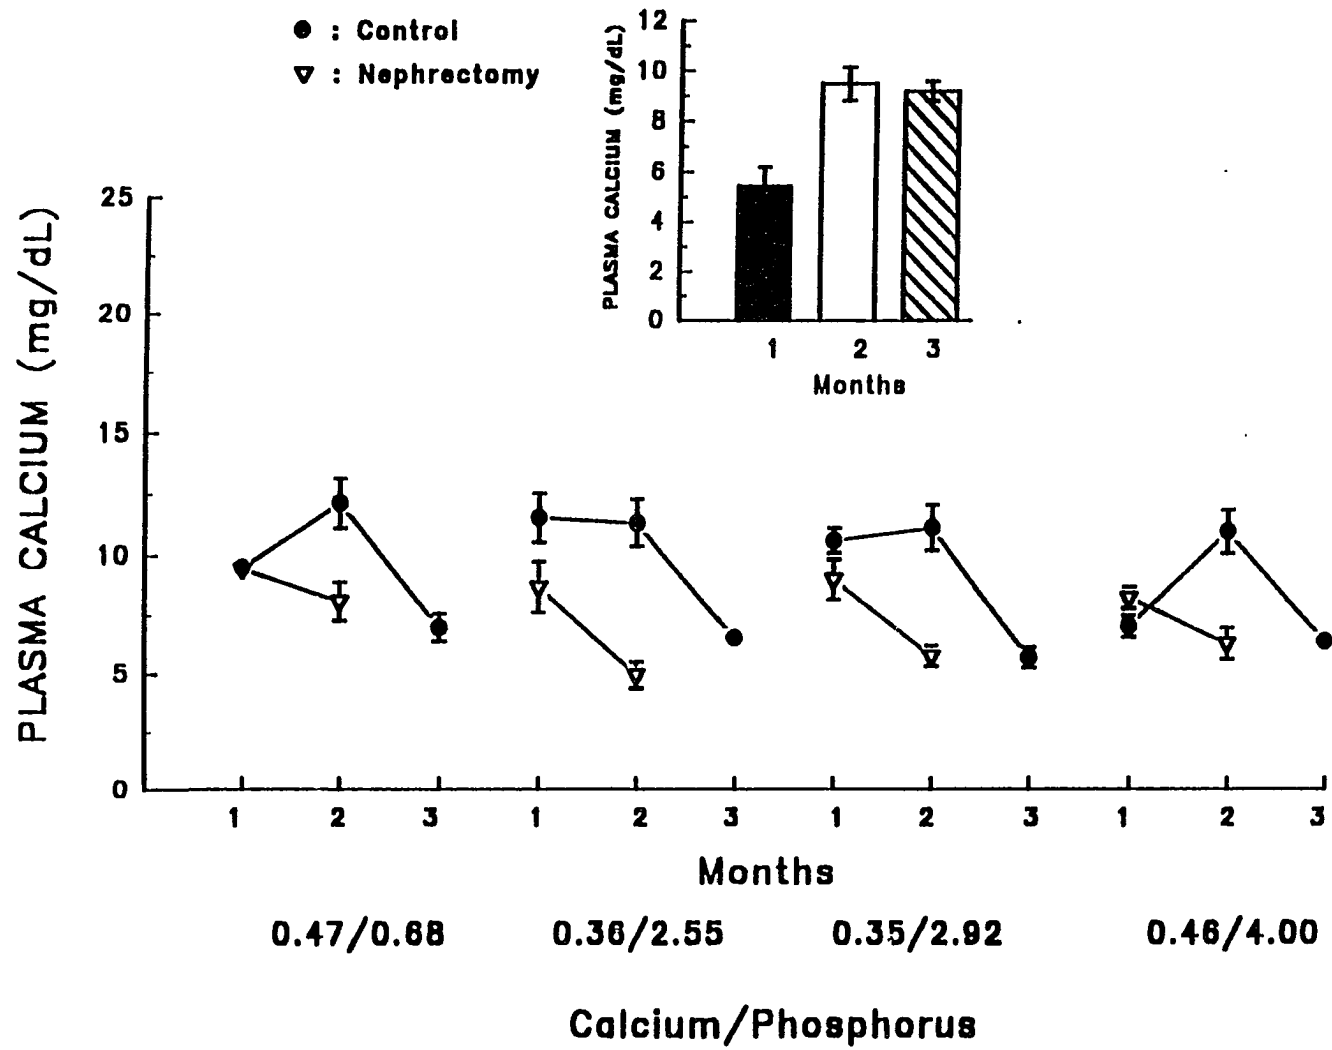 ● : Control
▽ : Nephrectomy
PLASMA CALCIUM (mg/dL)
12
10
8
6
4
2
0
1 2 3
Months
PLASMA CALCIUM (mg/dL)
25
20
15
10
5
0
1 2 3 1 2 3 1 2 3 1 2 3
Months
0.47/0.68 0.36/2.55 0.35/2.92 0.46/4.00
Calcium/Phosphorus